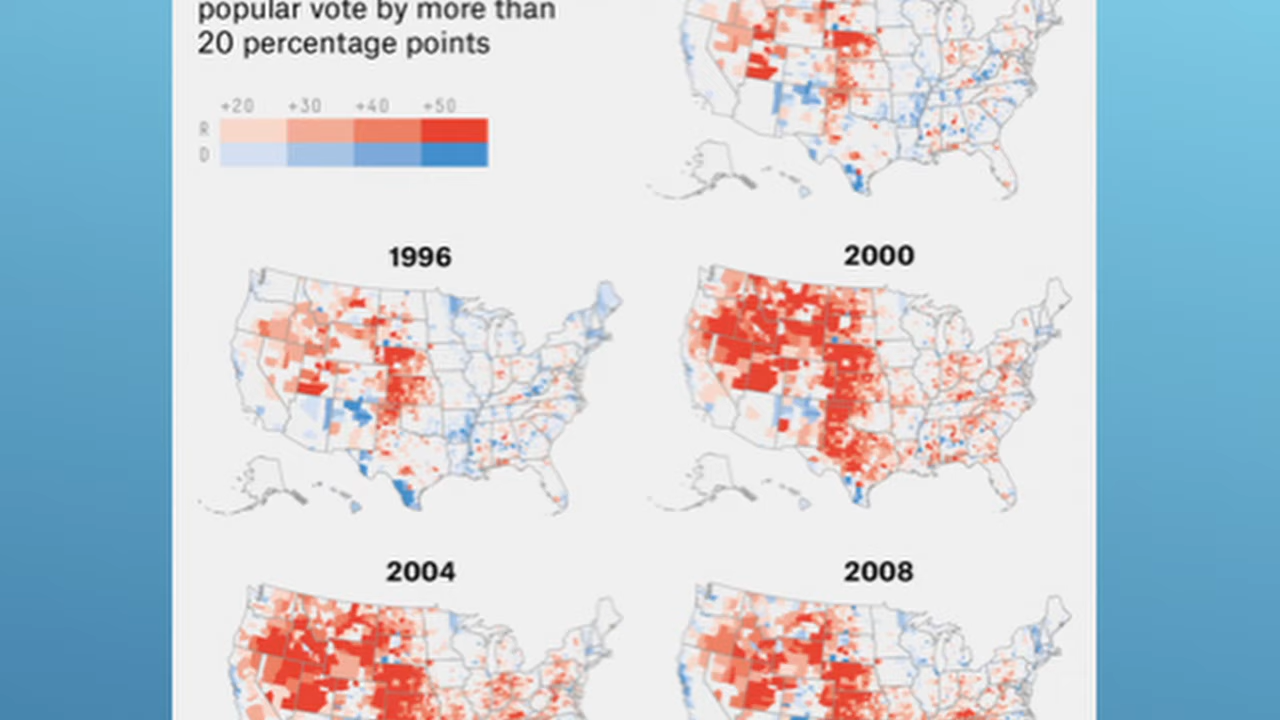 popular vote by more than
20 percentage points
+20 +30 +40 +50
R
D
1996
2000
2004
2008